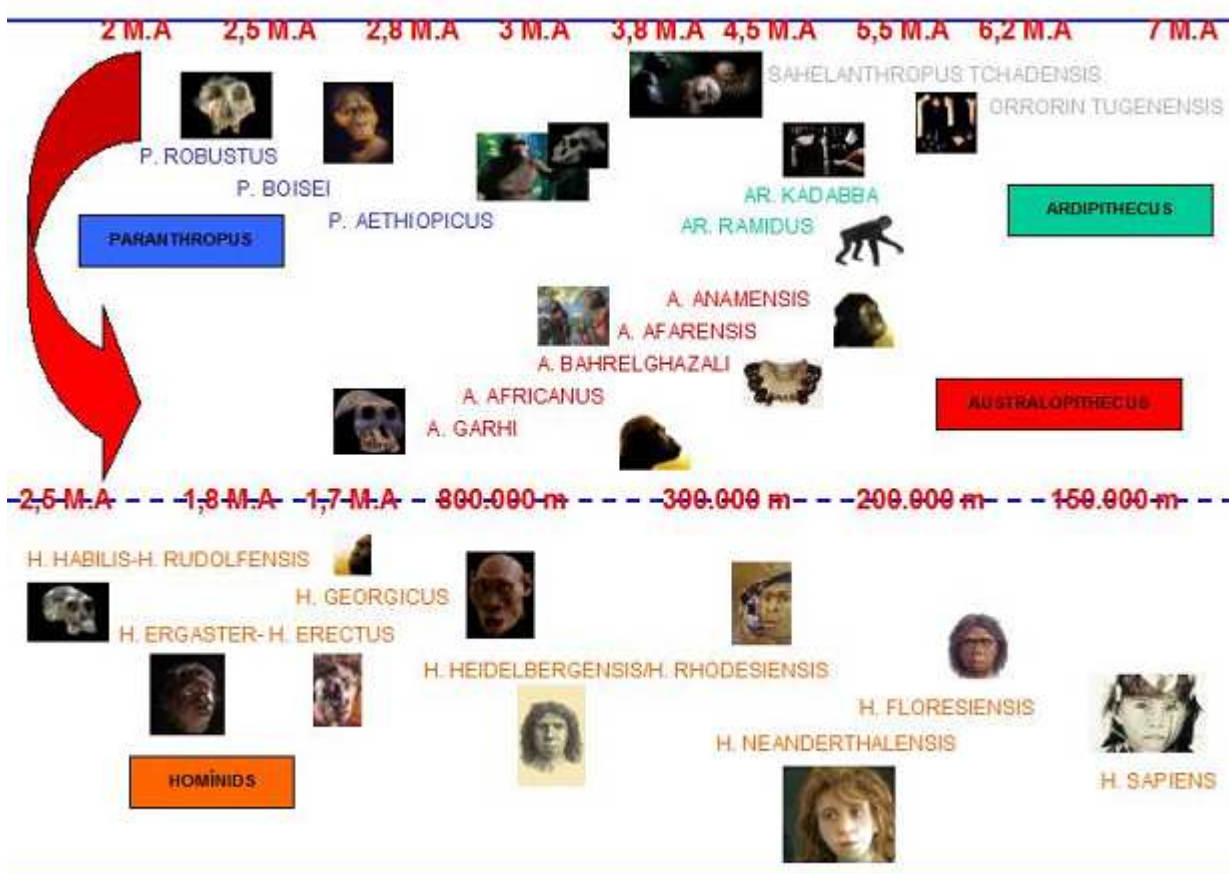 2 M.A 2,5 M.A 2,8 M.A 3 M.A 3,8 M.A 4,5 M.A 5,5 M.A 6,2 M.A 7 M.A
SAHELANTHROPUS TCHADENSIS
ORRORIN TUGENENSIS
P. ROBUSTUS
P. BOISEI
AR. KADABBA
P. AETHIOPICUS
AR. RAMIDUS
ARDIPITHECUS
PARANTHROPUS
A. ANAMENSIS
A. AFARENSIS
A. BAHRELGHAZALI
A. AFRICANUS
AUSTRALOPITHECUS
A. GARHI
2,5 M.A 1,8 M.A 1,7 M.A 800.000 m 300.000 m 200.000 m 150.000 m
H. HABILIS-H. RUDOLFENSIS
H. GEORGICUS
H. ERGASTER- H. ERECTUS
H. HEIDELBERGENSIS/H. RHODESIENSIS
H. FLORESIENSIS
H. NEANDERTHALENSIS
HOMÍNIDS
H. SAPIENS